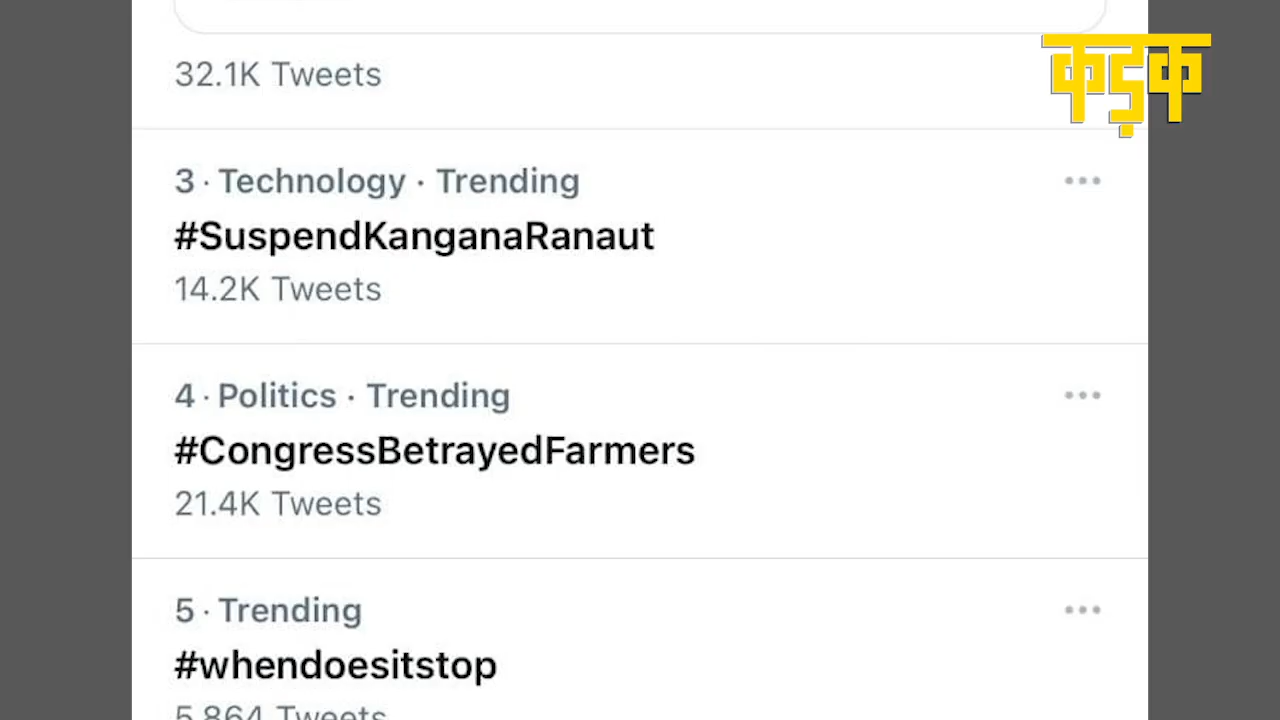 32.1K Tweets
कड़क
3 · Technology · Trending
#SuspendKanganaRanaut
14.2K Tweets
4 · Politics · Trending
#CongressBetrayedFarmers
21.4K Tweets
5 · Trending
#whendoesitstop
5,864 Tweets